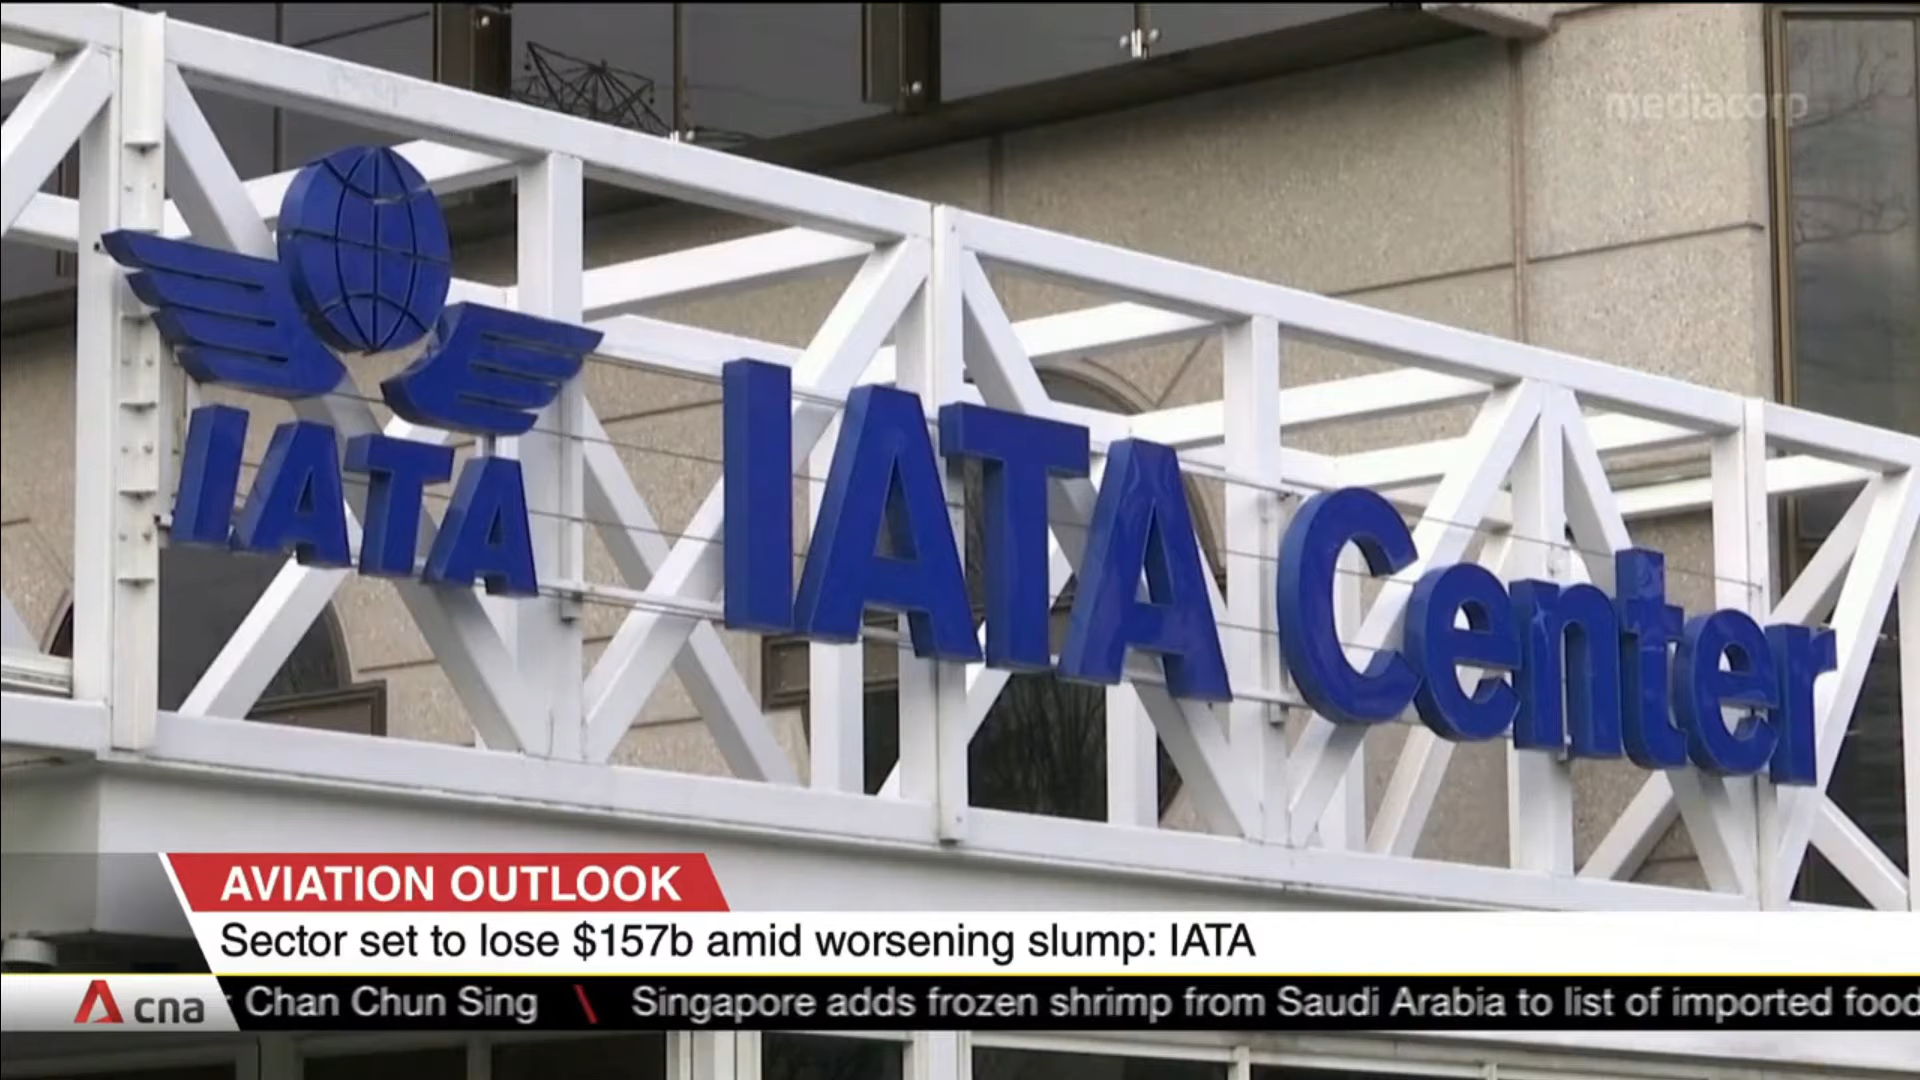 mediacorp
IATA
IATA Center
AVIATION OUTLOOK
Sector set to lose $157b amid worsening slump: IATA
cna
Chan Chun Sing \ Singapore adds frozen shrimp from Saudi Arabia to list of imported food